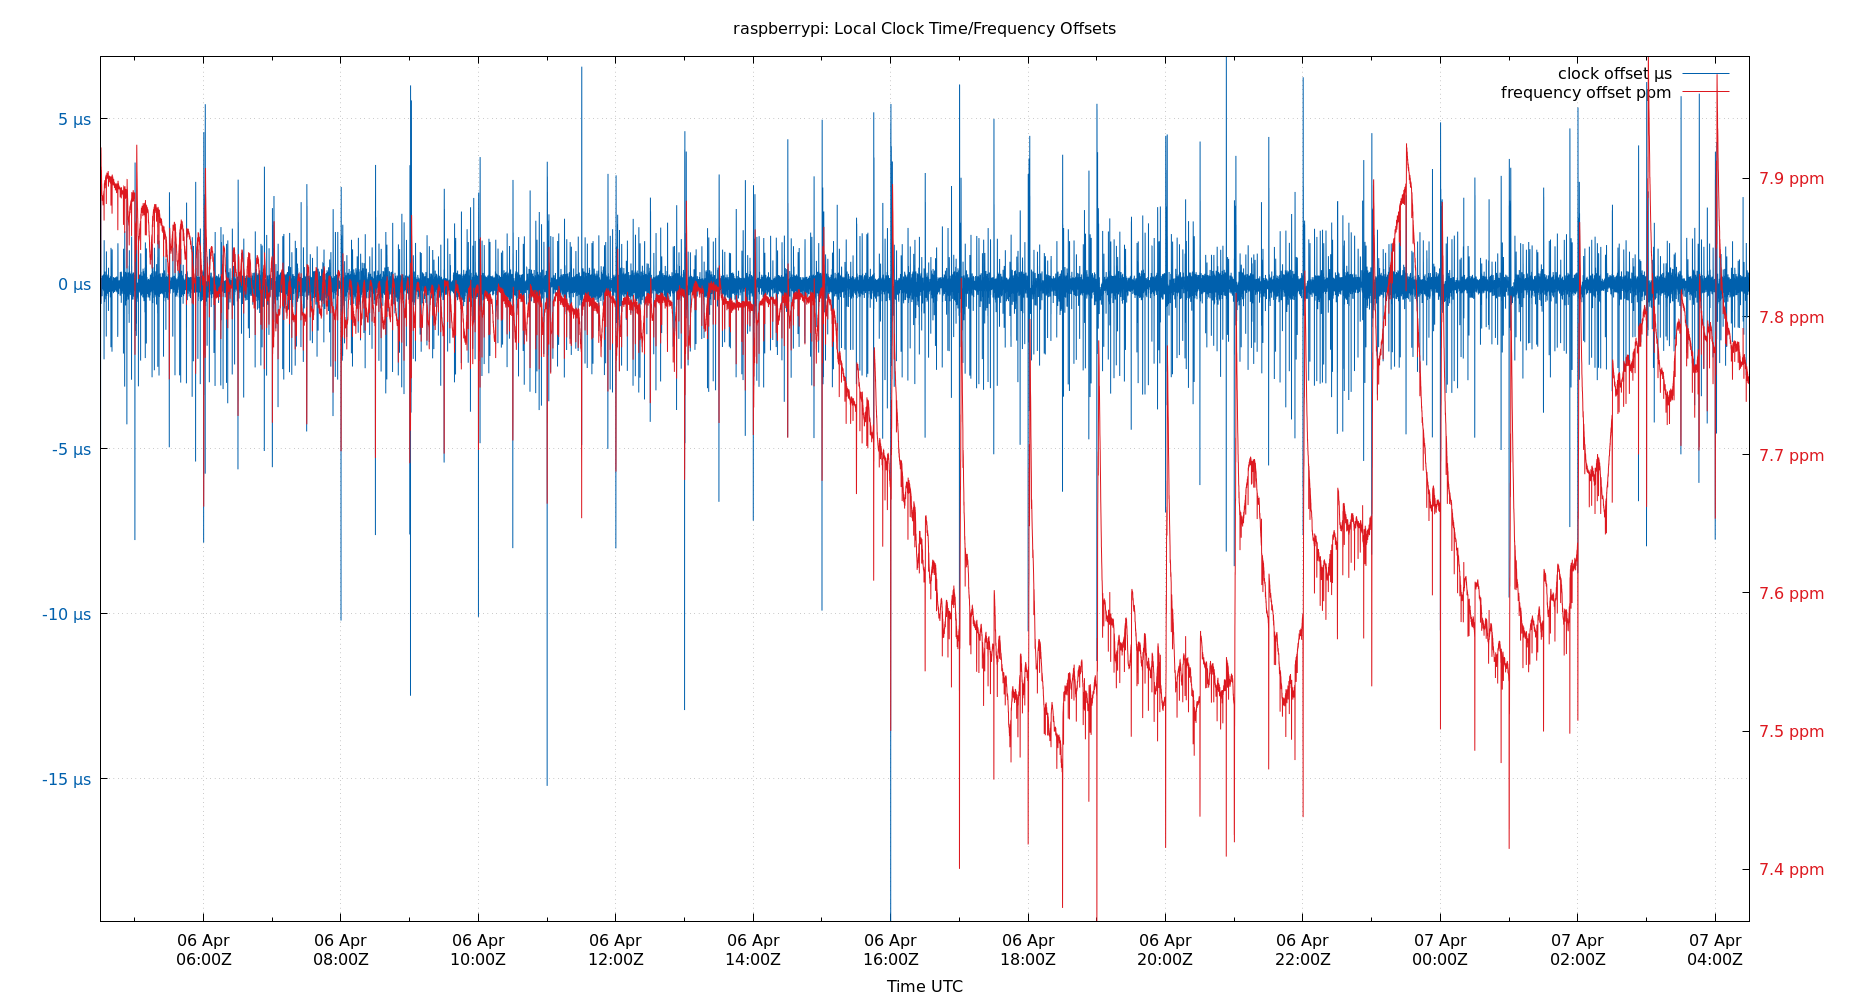 raspberrypi: Local Clock Time/Frequency Offsets
clock offset µs
frequency offset ppm
5 µs
0 µs
-5 µs
-10 µs
-15 µs
7.9 ppm
7.8 ppm
7.7 ppm
7.6 ppm
7.5 ppm
7.4 ppm
06 Apr
06:00Z
06 Apr
08:00Z
06 Apr
10:00Z
06 Apr
12:00Z
06 Apr
14:00Z
06 Apr
16:00Z
06 Apr
18:00Z
06 Apr
20:00Z
06 Apr
22:00Z
07 Apr
00:00Z
07 Apr
02:00Z
07 Apr
04:00Z
Time UTC